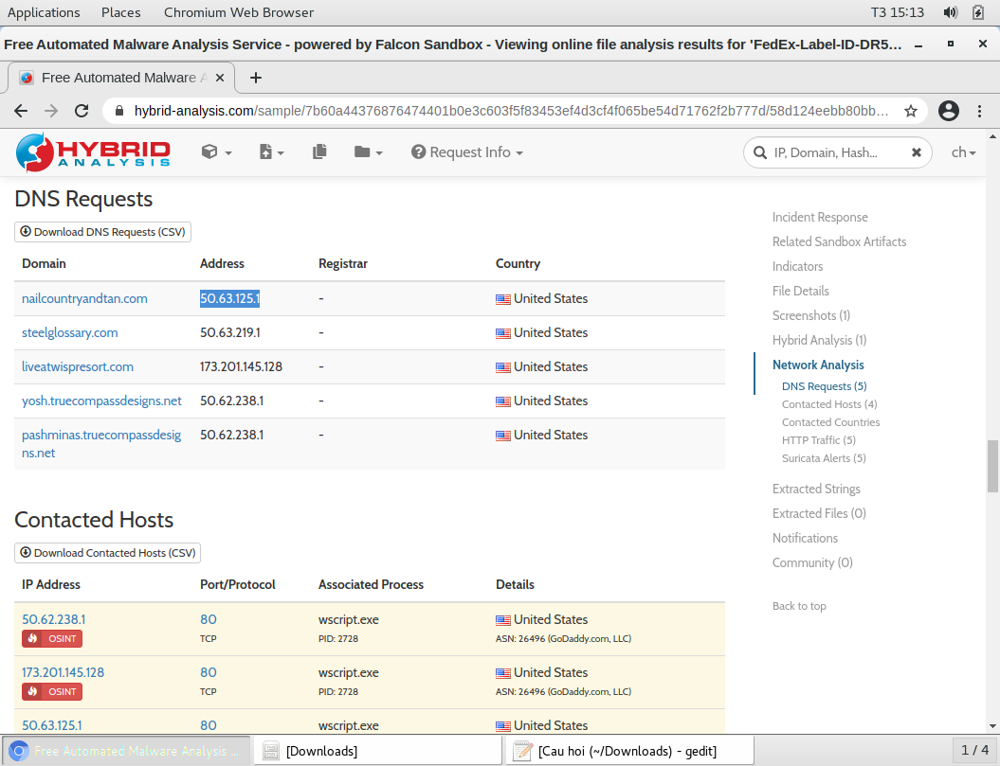 Applications Places Chromium Web Browser T3 15:13
Free Automated Malware Analysis Service - powered by Falcon Sandbox - Viewing online file analysis results for 'FedEx-Label-ID-DR5...
Free Automated Malware A
hybrid-analysis.com/sample/7b60a44376876474401b0e3c603f5f83453ef4d3cf4f065be54d71762f2b777d/58d124eebb80bb...
HYBRID
ANALYSIS
Request Info
IP, Domain, Hash...
ch
DNS Requests
Download DNS Requests (CSV)
Domain Address Registrar Country
nailcountryandtan.com 50.63.125.1 - United States
steelglossary.com 50.63.219.1 - United States
liveatwispresort.com 173.201.145.128 - United States
yosh.truecompassdesigns.net 50.62.238.1 - United States
pashminas.truecompassdesig 50.62.238.1 - United States
ns.net
Contacted Hosts
Download Contacted Hosts (CSV)
IP Address Port/Protocol Associated Process Details
50.62.238.1 80 wscript.exe United States
OSINT TCP PID: 2728 ASN: 26496 (GoDaddy.com, LLC)
173.201.145.128 80 wscript.exe United States
OSINT TCP PID: 2728 ASN: 26496 (GoDaddy.com, LLC)
50.63.125.1 80 wscript.exe United States
Incident Response
Related Sandbox Artifacts
Indicators
File Details
Screenshots (1)
Hybrid Analysis (1)
Network Analysis
DNS Requests (5)
Contacted Hosts (4)
Contacted Countries
HTTP Traffic (5)
Suricata Alerts (5)
Extracted Strings
Extracted Files (0)
Notifications
Community (0)
Back to top
Free Automated Malware Analysis ... [Downloads] [Cau hoi (~/Downloads) - gedit] 1 / 4